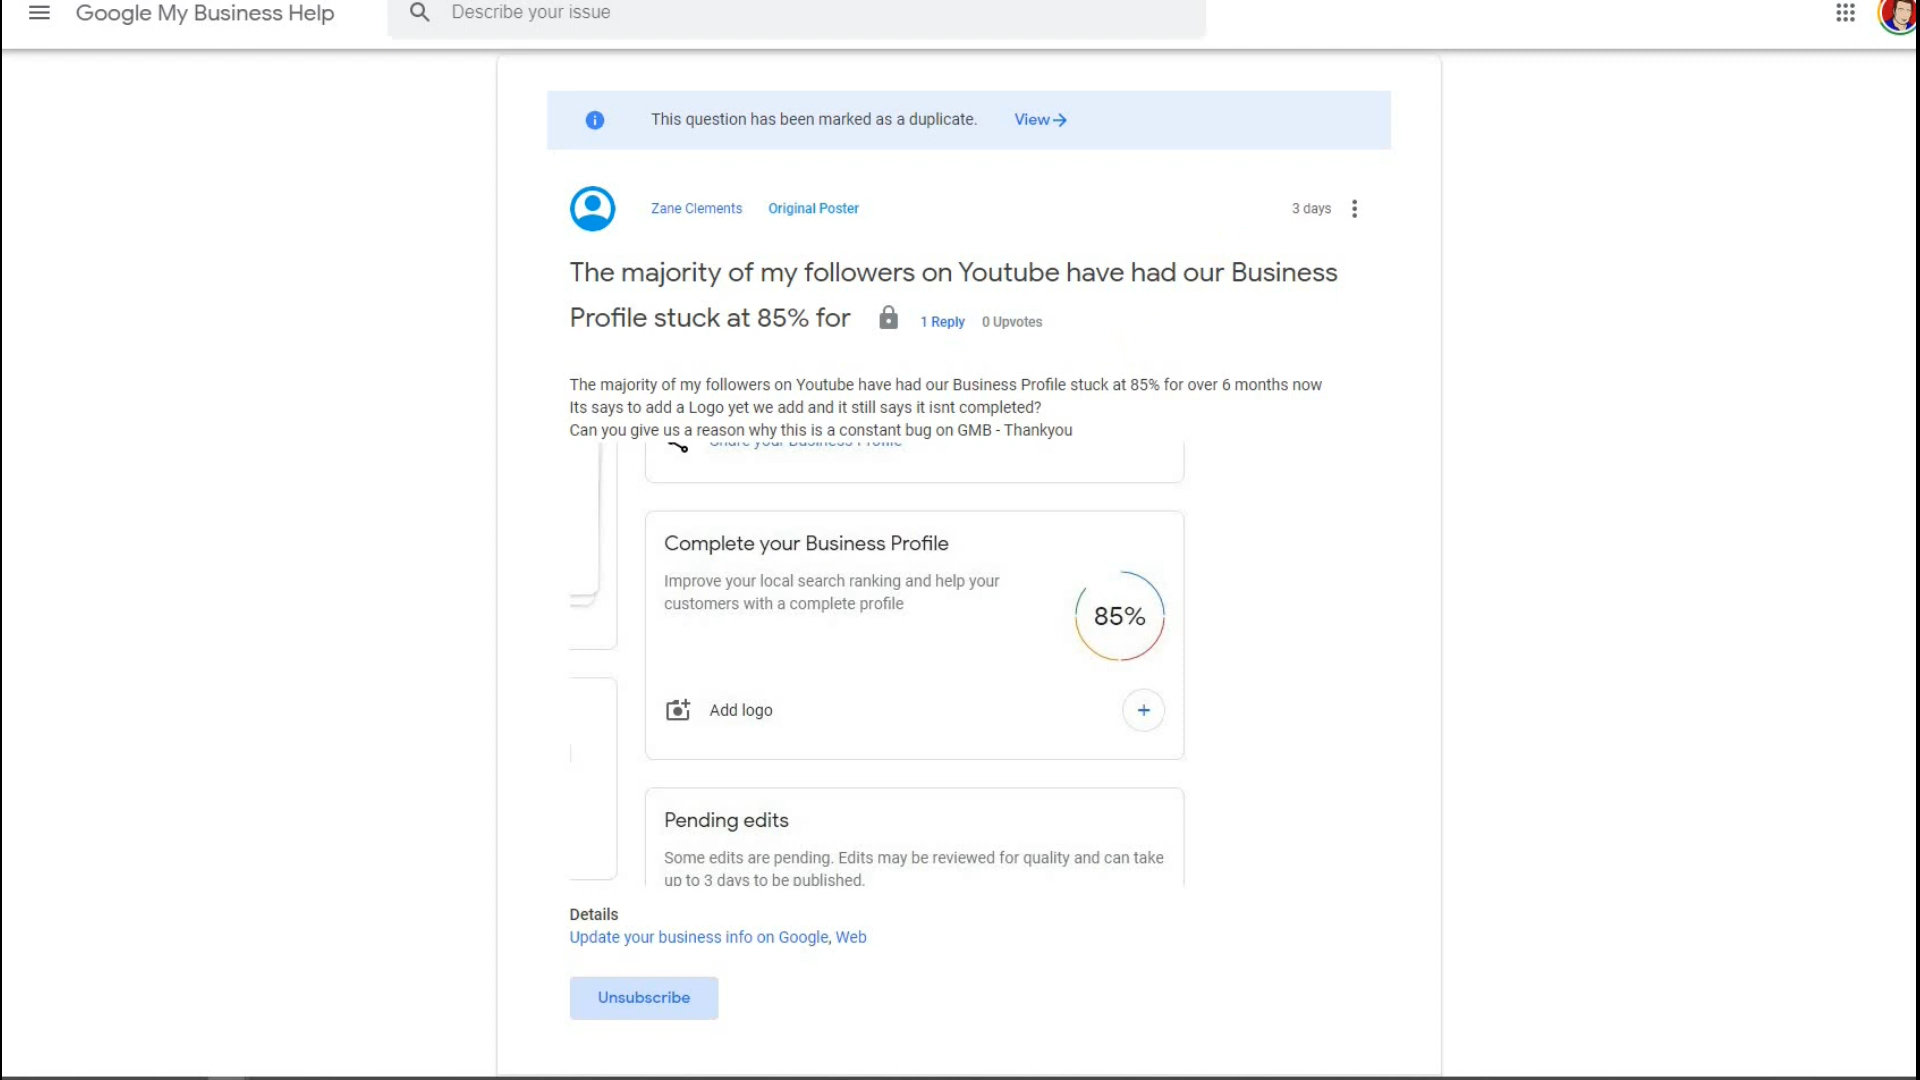 Google My Business Help
Describe your issue
This question has been marked as a duplicate. View
Zane Clements Original Poster 3 days
The majority of my followers on Youtube have had our Business
Profile stuck at 85% for 1 Reply 0 Upvotes
The majority of my followers on Youtube have had our Business Profile stuck at 85% for over 6 months now
Its says to add a Logo yet we add and it still says it isnt completed?
Can you give us a reason why this is a constant bug on GMB - Thankyou
Share your Business Profile
Complete your Business Profile
Improve your local search ranking and help your
customers with a complete profile
85%
Add logo
Pending edits
Some edits are pending. Edits may be reviewed for quality and can take
up to 3 days to be published.
Details
Update your business info on Google, Web
Unsubscribe